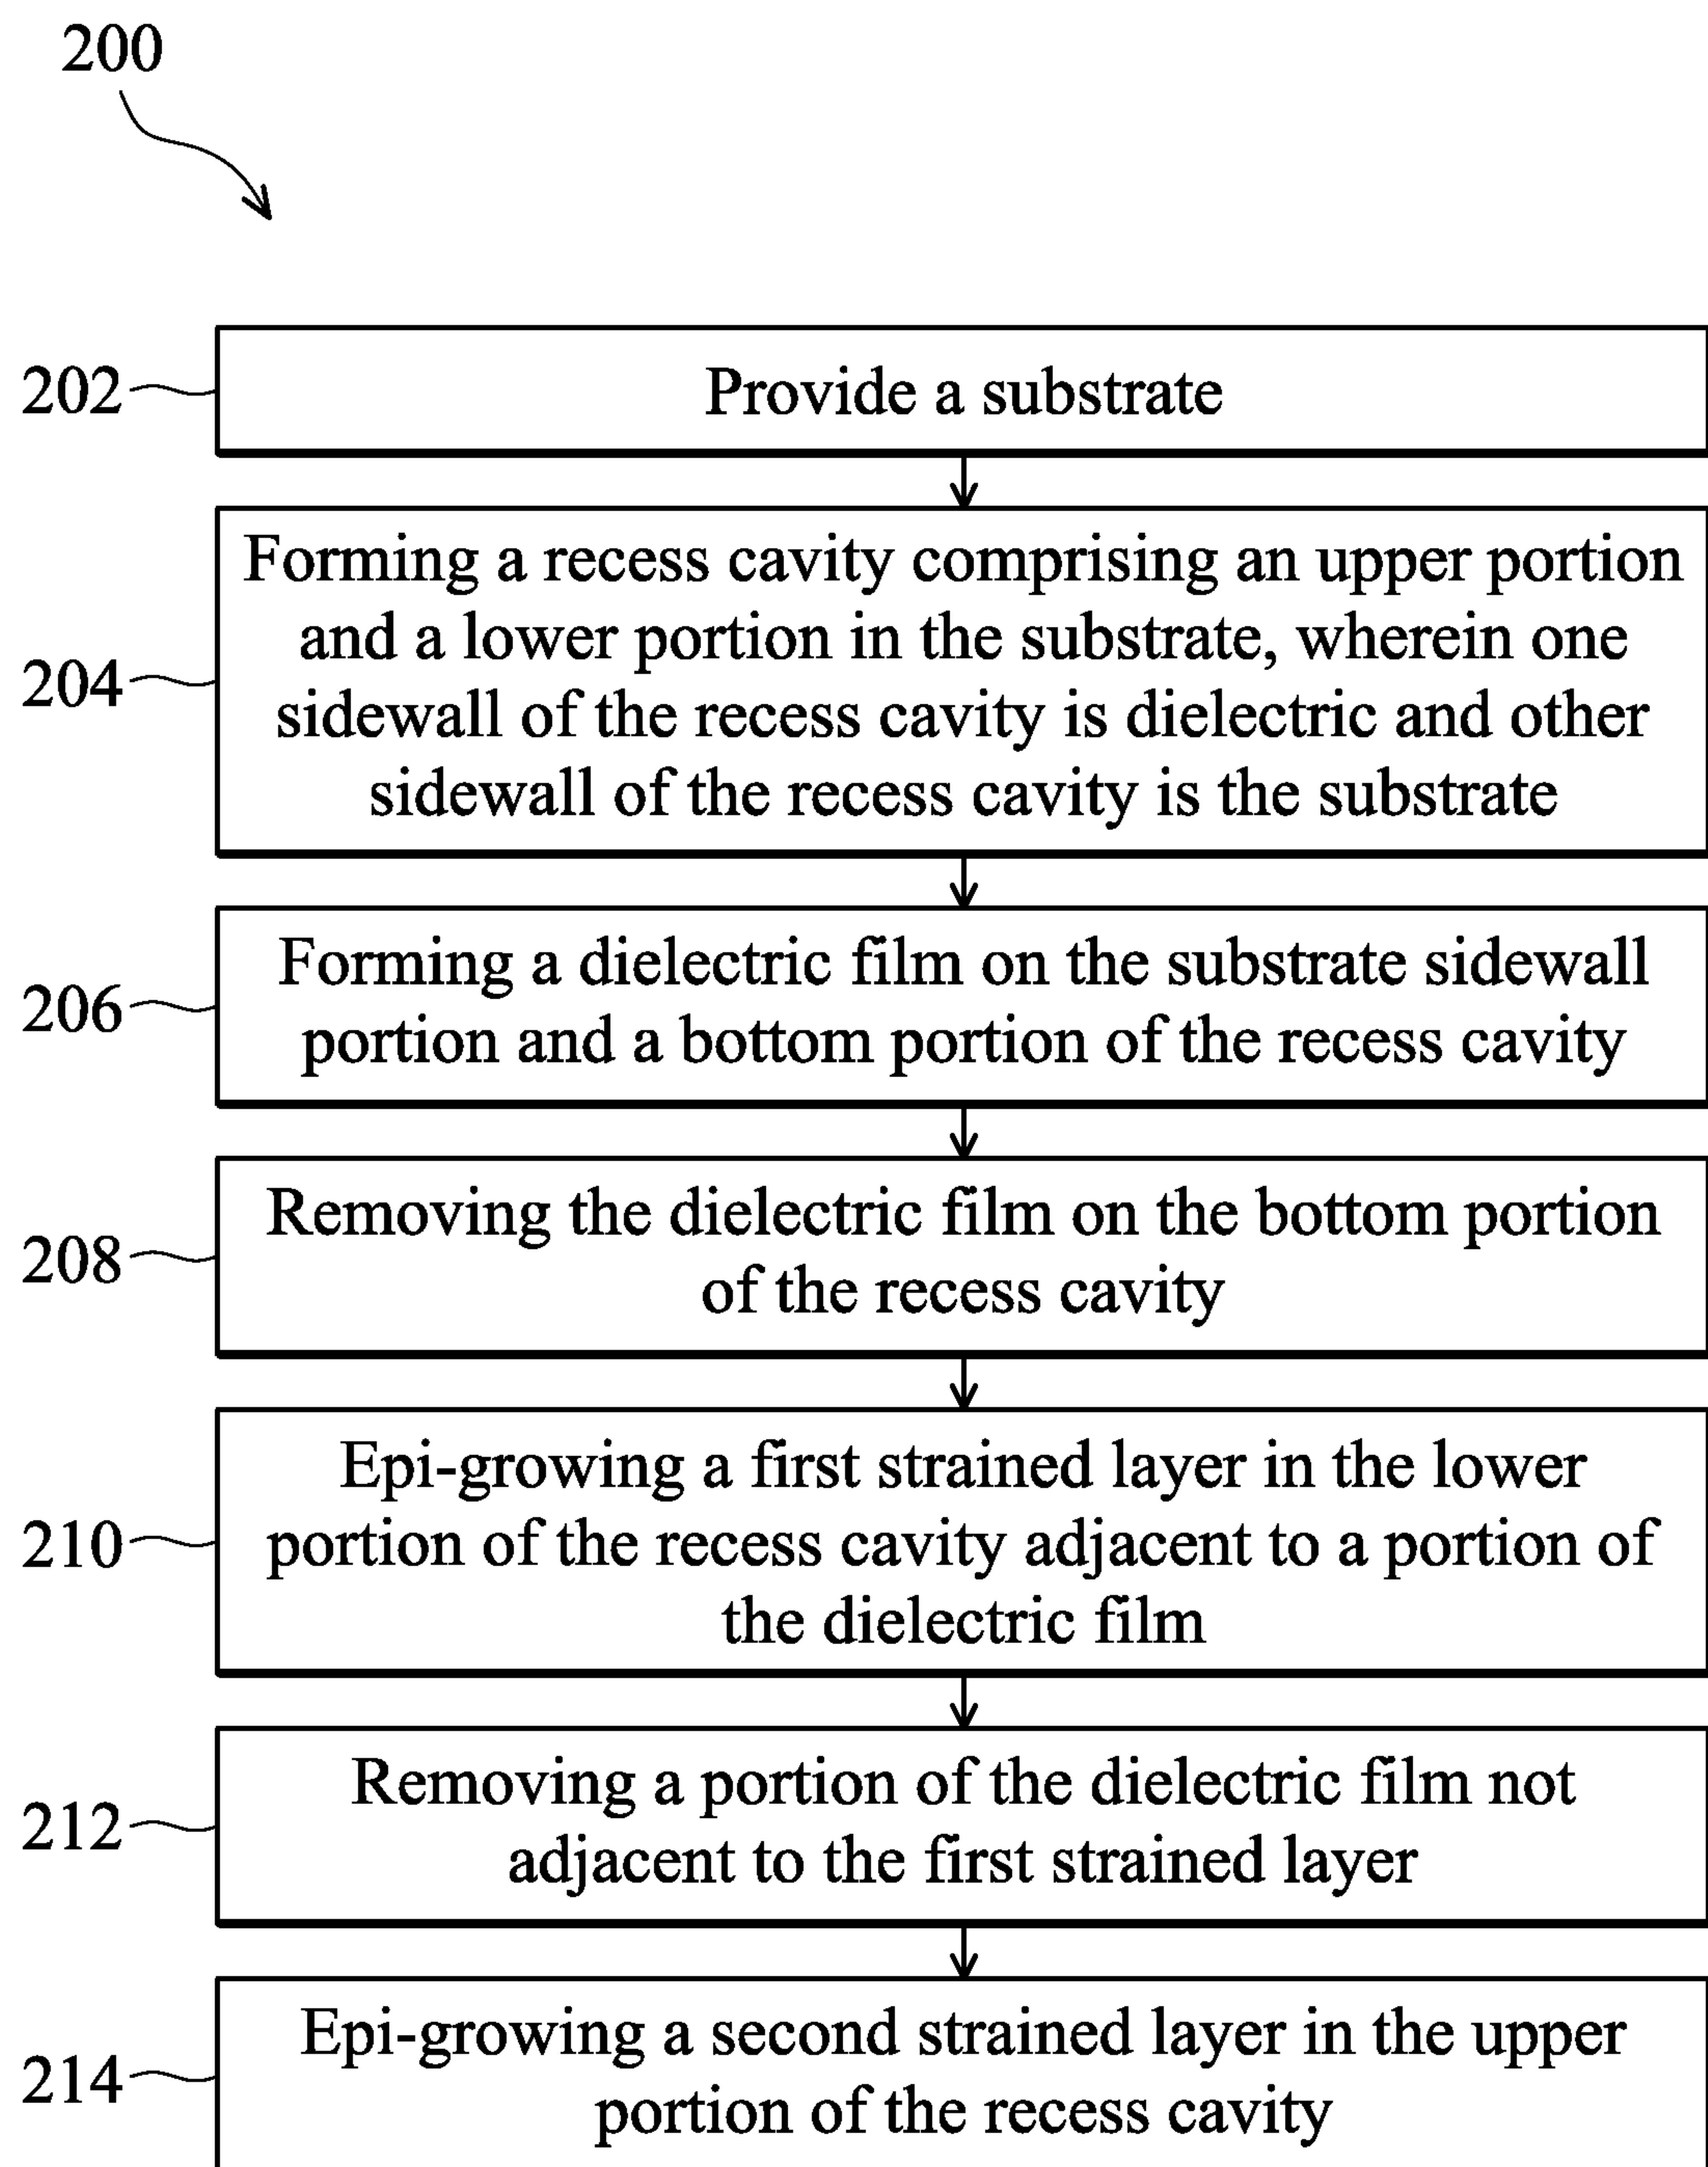 200
202
Provide a substrate
204
Forming a recess cavity comprising an upper portion
and a lower portion in the substrate, wherein one
sidewall of the recess cavity is dielectric and other
sidewall of the recess cavity is the substrate
206
Forming a dielectric film on the substrate sidewall
portion and a bottom portion of the recess cavity
208
Removing the dielectric film on the bottom portion
of the recess cavity
210
Epi-growing a first strained layer in the lower
portion of the recess cavity adjacent to a portion of
the dielectric film
212
Removing a portion of the dielectric film not
adjacent to the first strained layer
214
Epi-growing a second strained layer in the upper
portion of the recess cavity